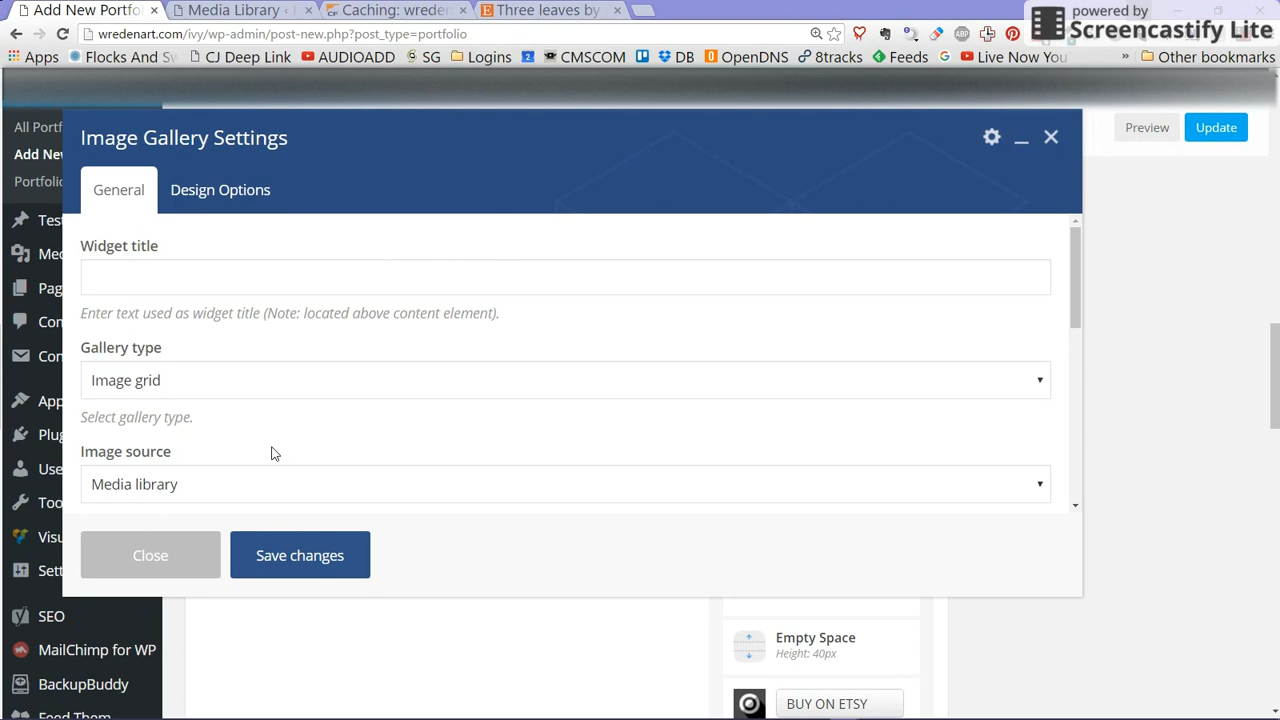 Add New Portfo
Media Library ‹
Caching: wreden
Three leaves by
powered by
Screencastify Lite
wredenart.com/ivy/wp-admin/post-new.php?post_type=portfolio
Apps
Flocks And S
CJ Deep Link
AUDIOADD
SG
Logins
CMSCOM
DB
OpenDNS
8tracks
Feeds
Live Now You
»
Other bookmarks
All Portf
Add New
Portfolio
Test
Med
Pag
Com
Con
App
Plug
Use
Too
Visu
Sett
SEO
MailChimp for WP
BackupBuddy
Feed Them
Image Gallery Settings
General
Design Options
Widget title
Enter text used as widget title (Note: located above content element).
Gallery type
Image grid
Select gallery type.
Image source
Media library
Close
Save changes
Preview
Update
Empty Space
Height: 40px
BUY ON ETSY